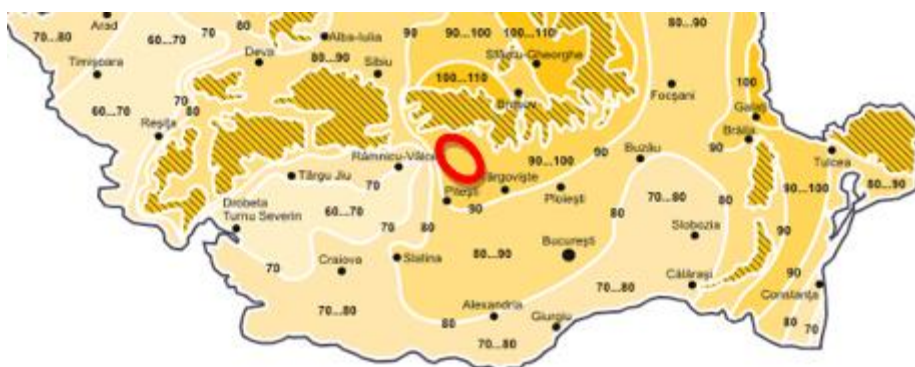 80
80...90
Arad
70...80
60...70
70
Alba-Iulia
90
90...100
100...110
Sfântu-Gheorghe
Deva
80...90
Sibiu
Timișoara
100...110
100
60...70
70
80
Brașov
Focșani
Galați
Reșița
Brăila
90
90
Buzău
Tulcea
Râmnicu-Vâlcea
90...100
Târgu Jiu
70
Târgoviște
90...100
80...90
Pitești
Ploiești
70...80
Drobeta
Turnu Severin
60...70
90
80
80
70
80
Slobozia
90
București
Craiova
Slatina
80...90
70
90
Călărași
70...80
Constanța
70...80
Alexandria
80
Giurgiu
80
70
70...80